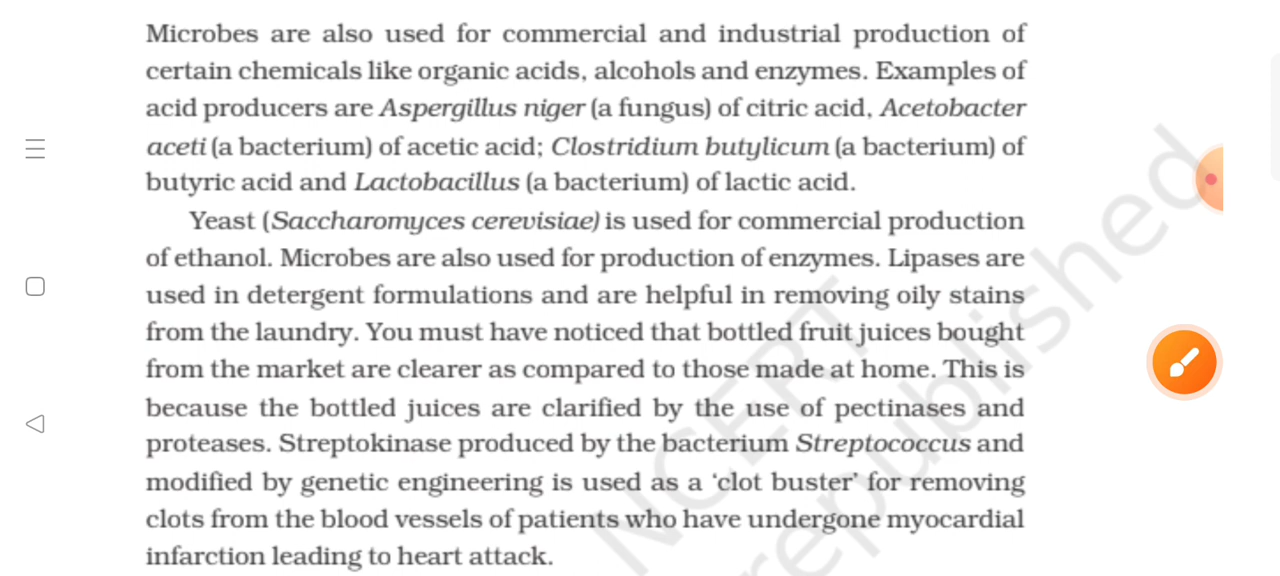 Microbes are also used for commercial and industrial production of
certain chemicals like organic acids, alcohols and enzymes. Examples of
acid producers are Aspergillus niger (a fungus) of citric acid, Acetobacter
aceti (a bacterium) of acetic acid; Clostridium butylicum (a bacterium) of
butyric acid and Lactobacillus (a bacterium) of lactic acid.
Yeast (Saccharomyces cerevisiae) is used for commercial production
of ethanol. Microbes are also used for production of enzymes. Lipases are
used in detergent formulations and are helpful in removing oily stains
from the laundry. You must have noticed that bottled fruit juices bought
from the market are clearer as compared to those made at home. This is
because the bottled juices are clarified by the use of pectinases and
proteases. Streptokinase produced by the bacterium Streptococcus and
modified by genetic engineering is used as a ‘clot buster’ for removing
clots from the blood vessels of patients who have undergone myocardial
infarction leading to heart attack.
NCERT
republished